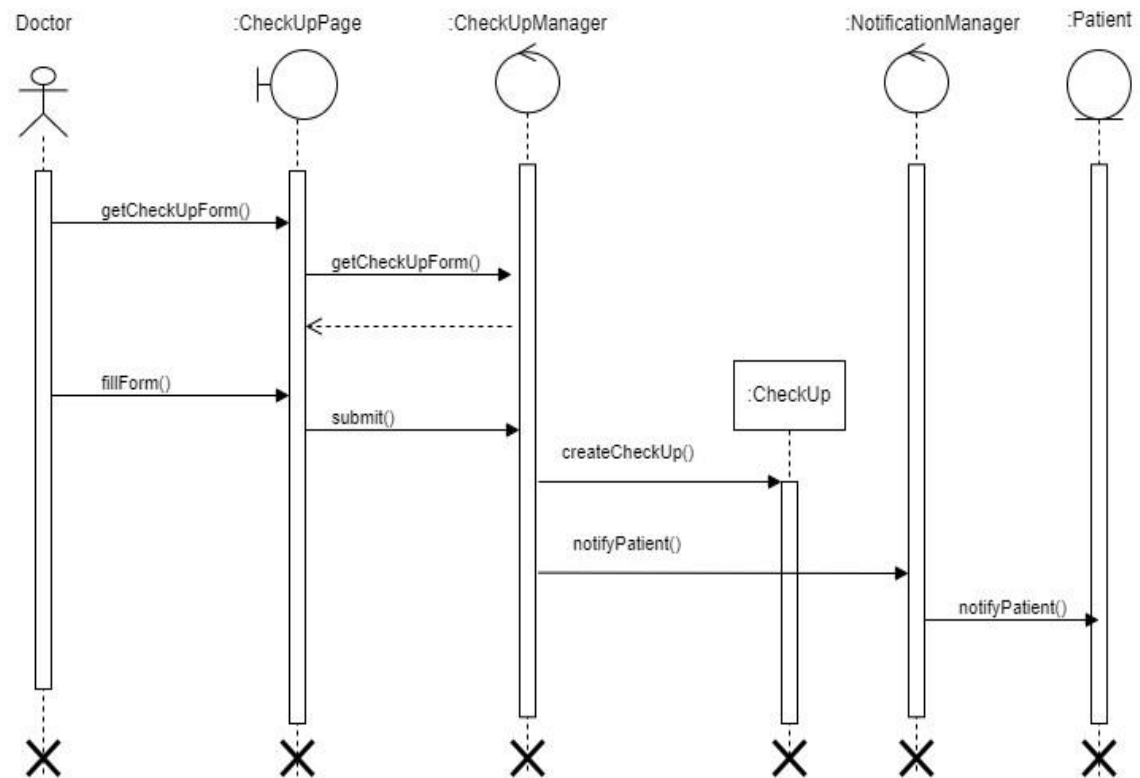 Doctor
:CheckUpPage
:CheckUpManager
:NotificationManager
:Patient
getCheckUpForm()
getCheckUpForm()
fillForm()
:CheckUp
submit()
createCheckUp()
notifyPatient()
notifyPatient()